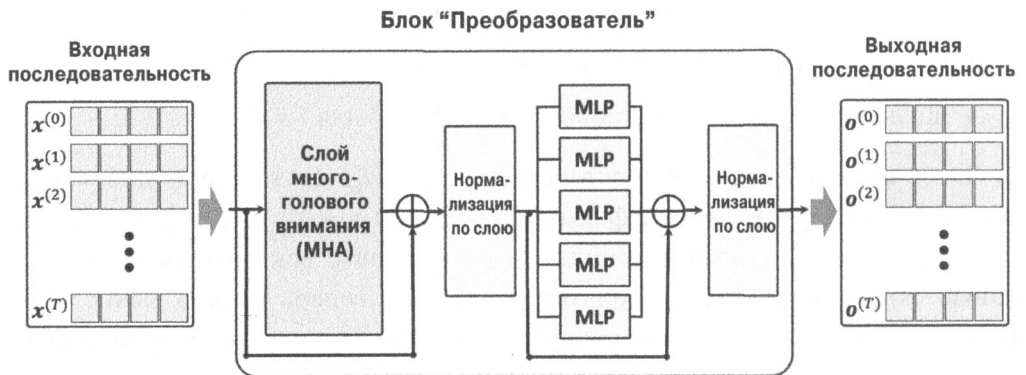 Блок “Преобразователь”
Входная
последовательность
x^(0)
x^(1)
x^(2)
x^(T)
Слой
много-
голового
внимания
(MHA)
Норма-
лизация
по слою
MLP
MLP
MLP
MLP
MLP
Норма-
лизация
по слою
Выходная
последовательность
o^(0)
o^(1)
o^(2)
o^(T)